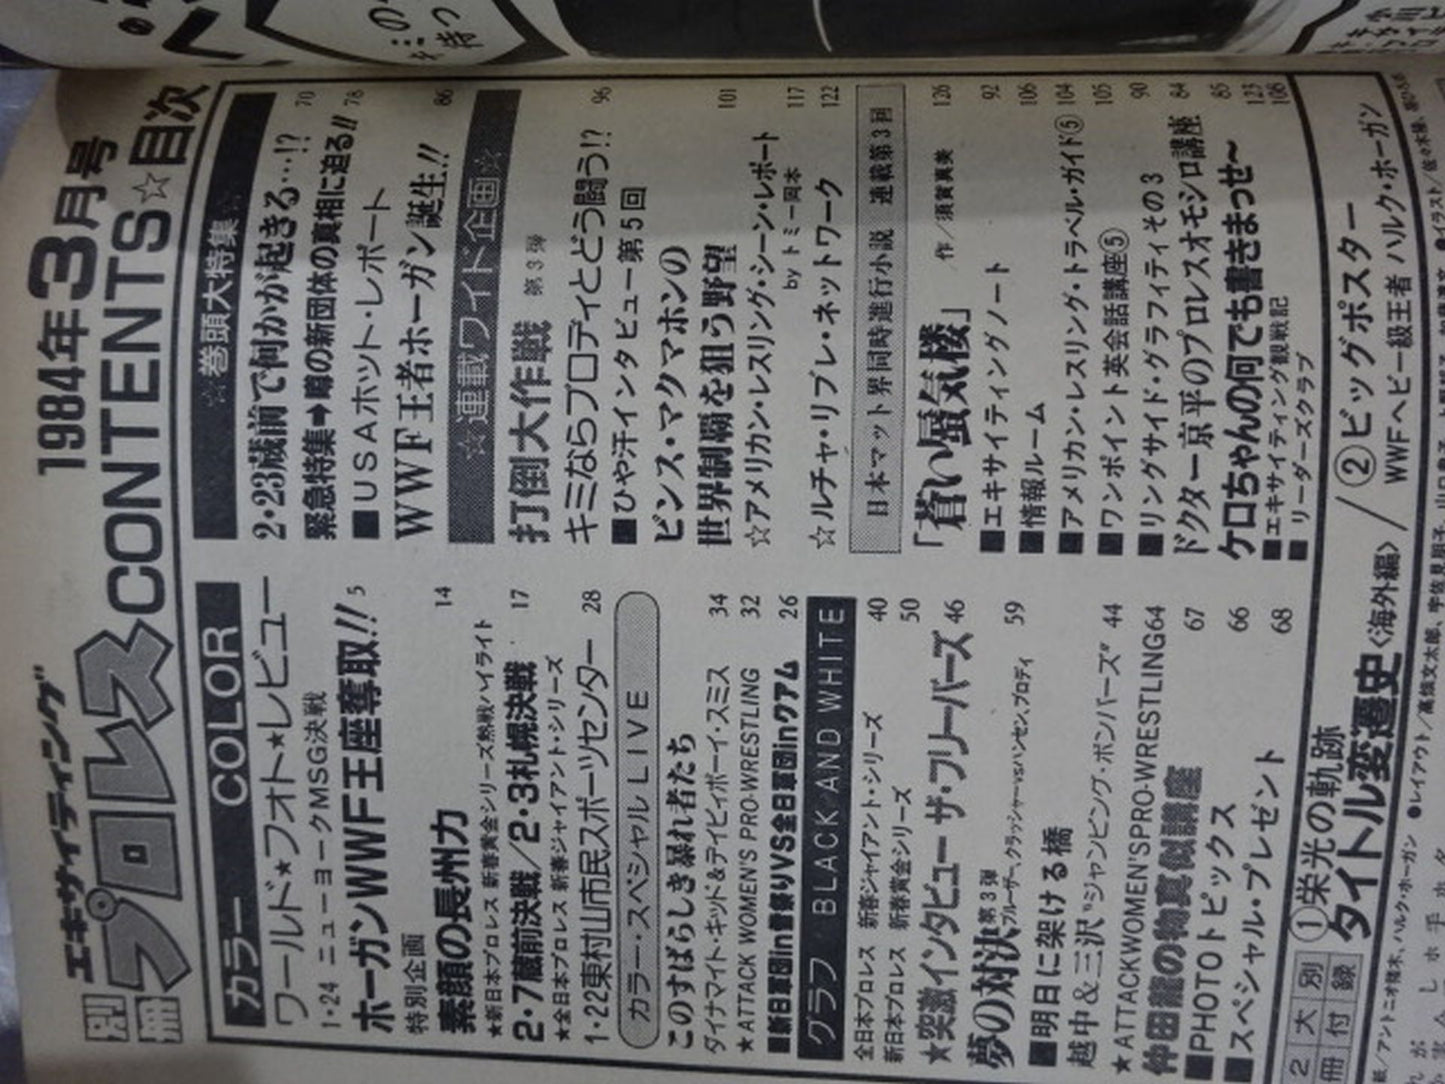 別冊
エキサイティング
プロレス
1984年3月号
CONTENTS☆目次
カラー COLOR
ワールド★フォト★レビュー
1・24 ニューヨークMSG決戦
ホーガンWWF王座奪取!! 5
特別企画
素顔の長州力 14
★新日本プロレス 新春黄金シリーズ熱戦ハイライト
2・7蔵前決戦/2・3札幌決戦 17
★全日本プロレス 新春ジャイアント・シリーズ
1・22東村山市民スポーツセンター 28
カラー・スペシャルLIVE
このすばらしき暴れ者たち
ダイナマイト・キッド&デイビィボーイ・スミス 34
★ATTACK WOMEN'S PRO-WRESTLING 32
■新日軍団in雪祭りVS全日軍団inクアム 26
グラフ BLACK AND WHITE
全日本プロレス 新春ジャイアント・シリーズ 40
新日本プロレス 新春黄金シリーズ 50
★突激インタビュー ザ・フリーバーズ 46
夢の対決 第3弾 ブルーザー、クラッシャーvsハンセン、ブロディ 59
■明日に架ける橋
越中&三沢“ジャンピング・ボンバーズ” 44
★ATTACKWOMEN'SPRO-WRESTLING64
仲田龍の物真似講座 67
■PHOTOトピックス 66
■スペシャル・プレゼント 68
☆巻頭大特集☆
2・23蔵前で何かが起きる…!? 70
緊急特集➡噂の新団体の真相に迫る!! 78
■USAホット・レポート
WWF王者ホーガン誕生!! 86
☆連載ワイド企画☆
打倒大作戦 第3弾
キミならブロディとどう闘う!? 96
■ひや汗インタビュー第5回
ビンス・マクマホンの
世界制覇を狙う野望 101
☆アメリカン・レスリング・シーン・レポート
by トミー岡本 117
☆ルチャ・リブレ・ネットワーク 122
日本マット界同時進行小説 連載第3回
「蒼い蜃気楼」 作/須賀真美 126
■エキサイティングノート 92
■情報ルーム 106
■アメリカン・レスリング・トラベル・ガイド⑤ 104
■ワンポイント英会話講座⑤ 105
■リングサイド・グラフィティその3 90
ドクター京平のプロレスオモシロ講座 84
ケロちゃんの何でも書きまっせ〜 85
■エキサイティング観戦記 123
■リーダーズクラブ 108
2大別冊付録
①栄光の軌跡
タイトル変遷史〈海外編〉
/②ビッグポスター
WWFヘビー級王者 ハルク・ホーガン